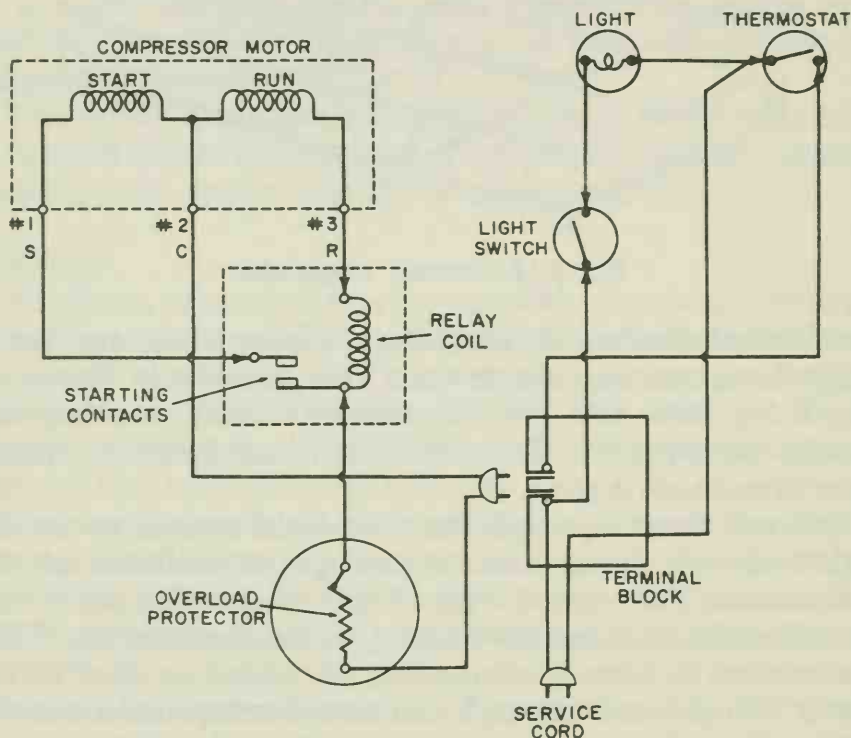 LIGHT
THERMOSTAT
COMPRESSOR MOTOR
START
RUN
#1
#2
#3
S
C
R
LIGHT
SWITCH
RELAY
COIL
STARTING
CONTACTS
OVERLOAD
PROTECTOR
TERMINAL
BLOCK
SERVICE
CORD